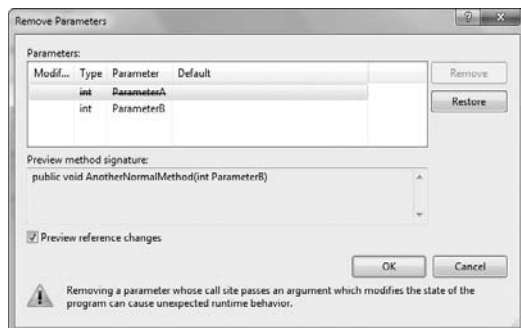 Remove Parameters
Parameters:
Modif... Type Parameter Default
int ParameterA
int ParameterB
Remove
Restore
Preview method signature:
public void AnotherNormalMethod(int ParameterB)
Preview reference changes
OK Cancel
Removing a parameter whose call site passes an argument which modifies the state of the
program can cause unexpected runtime behavior.